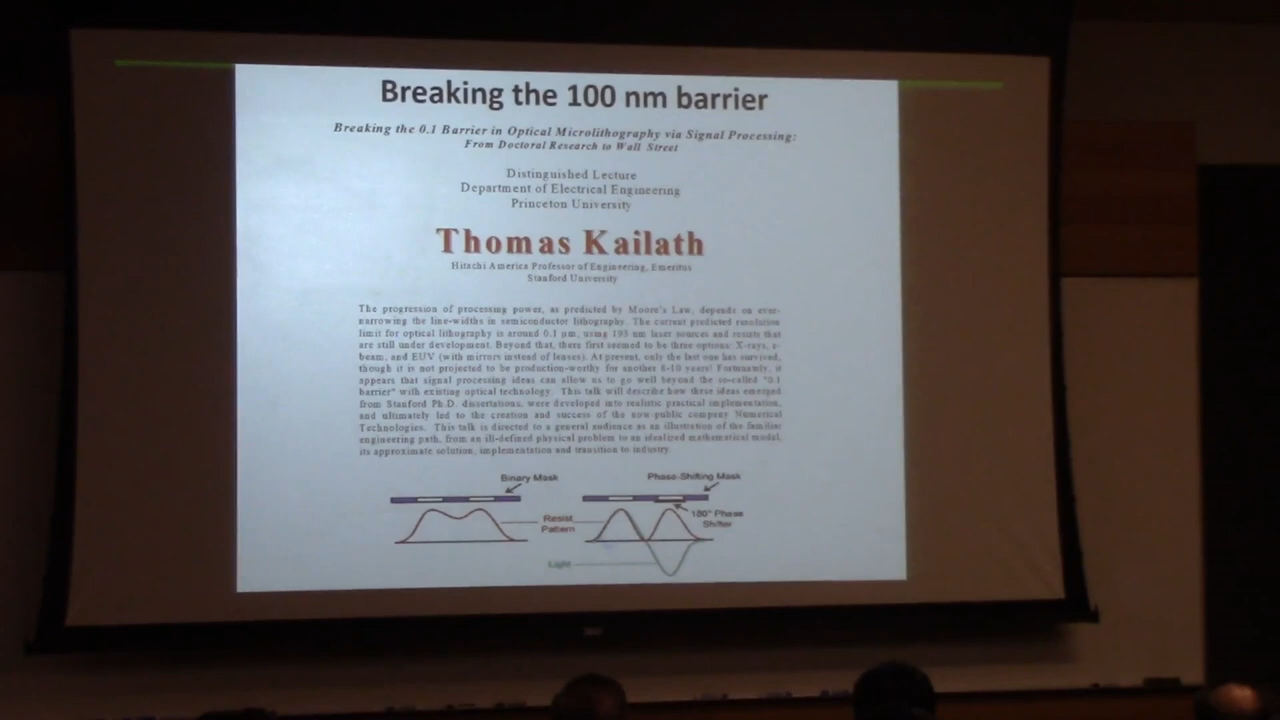 Breaking the 100 nm barrier
Breaking the 0.1 Barrier in Optical Microlithography via Signal Processing:
From Doctoral Research to Wall Street
Distinguished Lecture
Department of Electrical Engineering
Princeton University
Thomas Kailath
Hitachi America Professor of Engineering, Emeritus
Stanford University
The progression of processing power, as predicted by Moore's Law, depends on ever-
narrowing the line-widths in semiconductor lithography. The current predicted resolution
limit for optical lithography is around 0.1 μm, using 193 nm laser sources and resists that
are still under development. Beyond that, there first seemed to be three options: X-rays, e-
beam, and EUV (with mirrors instead of lenses). At present, only the last one has survived,
though it is not projected to be production-worthy for another 8-10 years! Fortunately, it
appears that signal processing ideas can allow us to go well beyond the so-called "0.1
barrier" with existing optical technology. This talk will describe how these ideas emerged
from Stanford Ph.D. dissertations, were developed into realistic practical implementation,
and ultimately led to the creation and success of the now-public company Numerical
Technologies. This talk is directed to a general audience as an illustration of the familiar
engineering path, from an ill-defined physical problem to an idealized mathematical model,
its approximate solution, implementation and transition to industry.
Binary Mask
Phase-Shifting Mask
180° Phase
Shifter
Resist
Pattern
Light